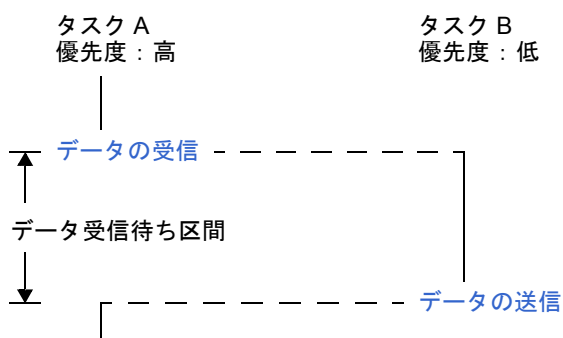 タスク A
優先度：高
タスク B
優先度：低
データの受信
データ受信待ち区間
データの送信